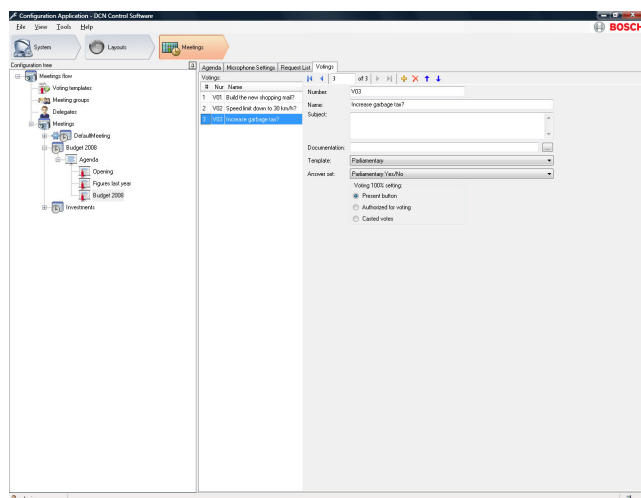 Configuration Application - DCN Control Software
File View Tools Help
BOSCH
System Layouts Meetings
Configuration tree
Meetings flow
Voting templates
Meeting groups
Delegates
Meetings
DefaultMeeting
Budget 2008
Agenda
Opening
Figures last year
Budget 2008
Investments
Agenda Microphone Settings Request List Votings
Votings:
# Nur Name
1 V01 Build the new shopping mall?
2 V02 Speed limit down to 30 km/h?
3 V03 Increase garbage tax?
3 of 3
Number: V03
Name: Increase garbage tax?
Subject:
Documentation: ...
Template: Parliamentary
Answer set: Parliamentary Yes/No
Voting 100% setting:
Present button
Authorized for voting
Casted votes